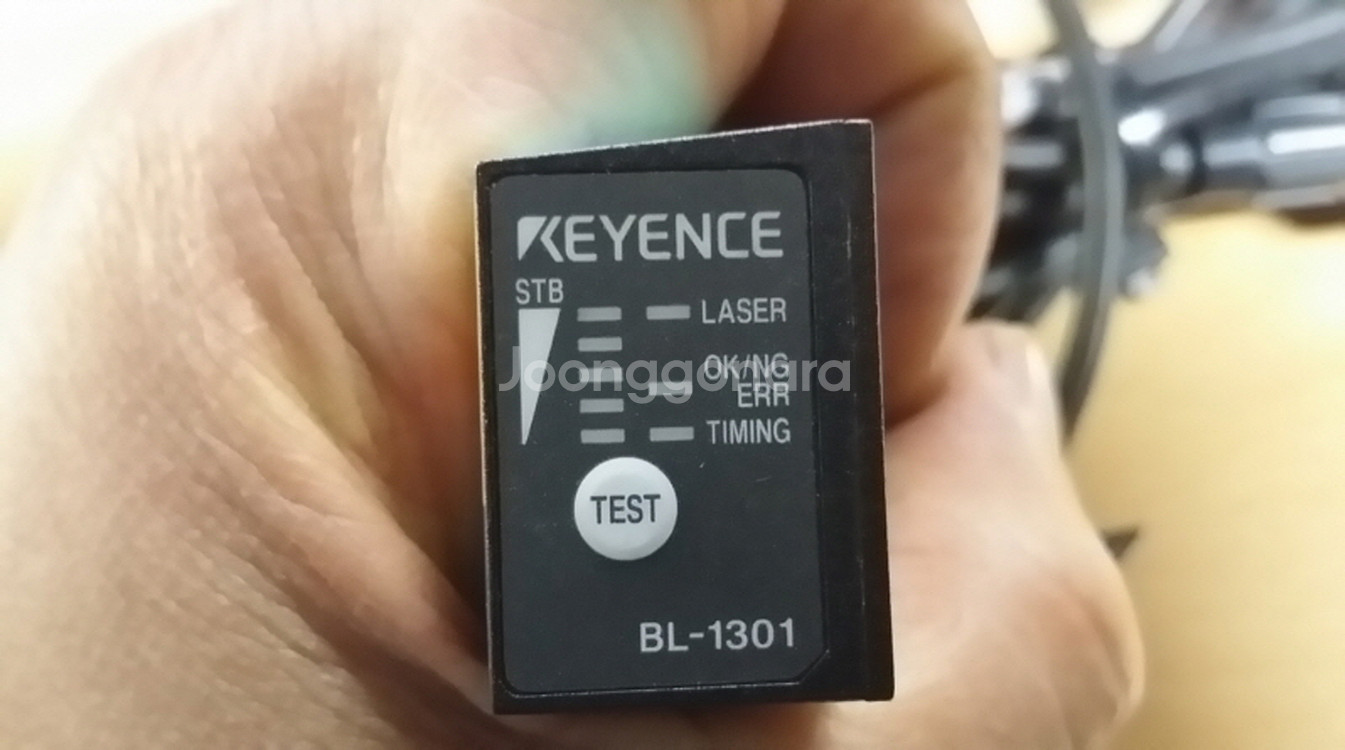 KEYENCE
STB
LASER
OK/NG
ERR
TIMING
TEST
BL-1301
Joonggonara